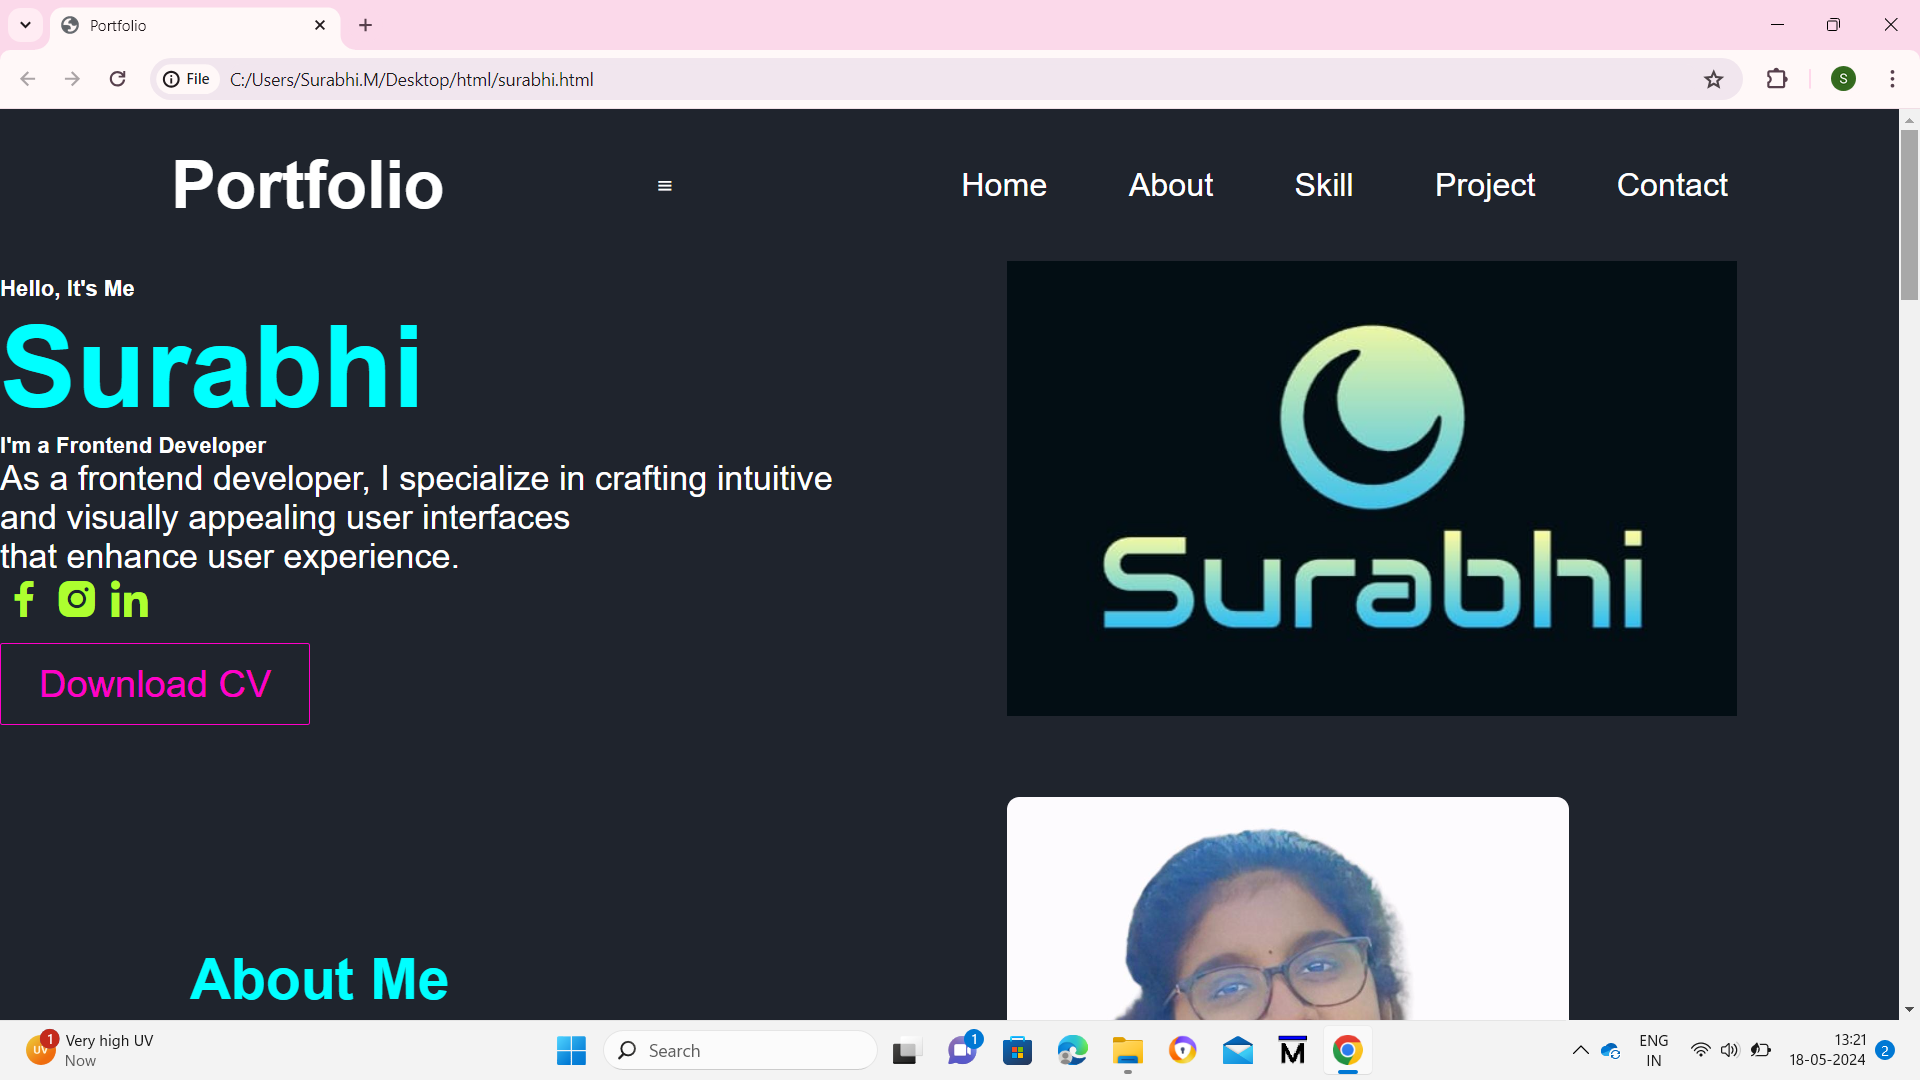 Portfolio
File
C:/Users/Surabhi.M/Desktop/html/surabhi.html
S
Portfolio
Home
About
Skill
Project
Contact
Hello, It's Me
Surabhi
I'm a Frontend Developer
As a frontend developer, I specialize in crafting intuitive
and visually appealing user interfaces
that enhance user experience.
Download CV
Surabhi
About Me
UV
1
Very high UV
Now
Search
1
M
ENG
IN
13:21
18-05-2024
2